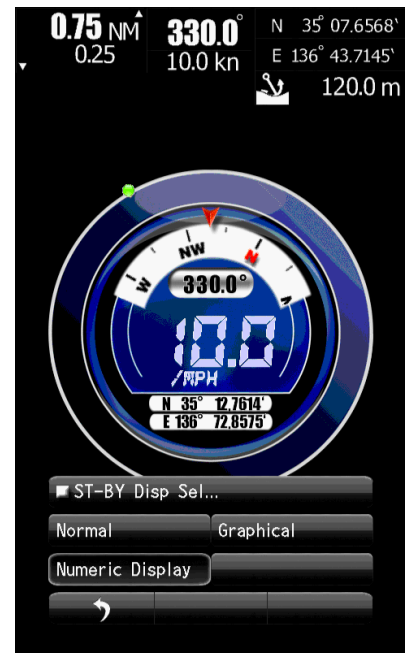 0.75 NM
0.25
330.0°
10.0 kn
N 35° 07.6568'
E 136° 43.7145'
120.0 m
W NW N
330.0°
10.0
/MPH
N 35° 12,7614'
E 136° 72,8575'
ST-BY Disp Sel...
Normal
Graphical
Numeric Display